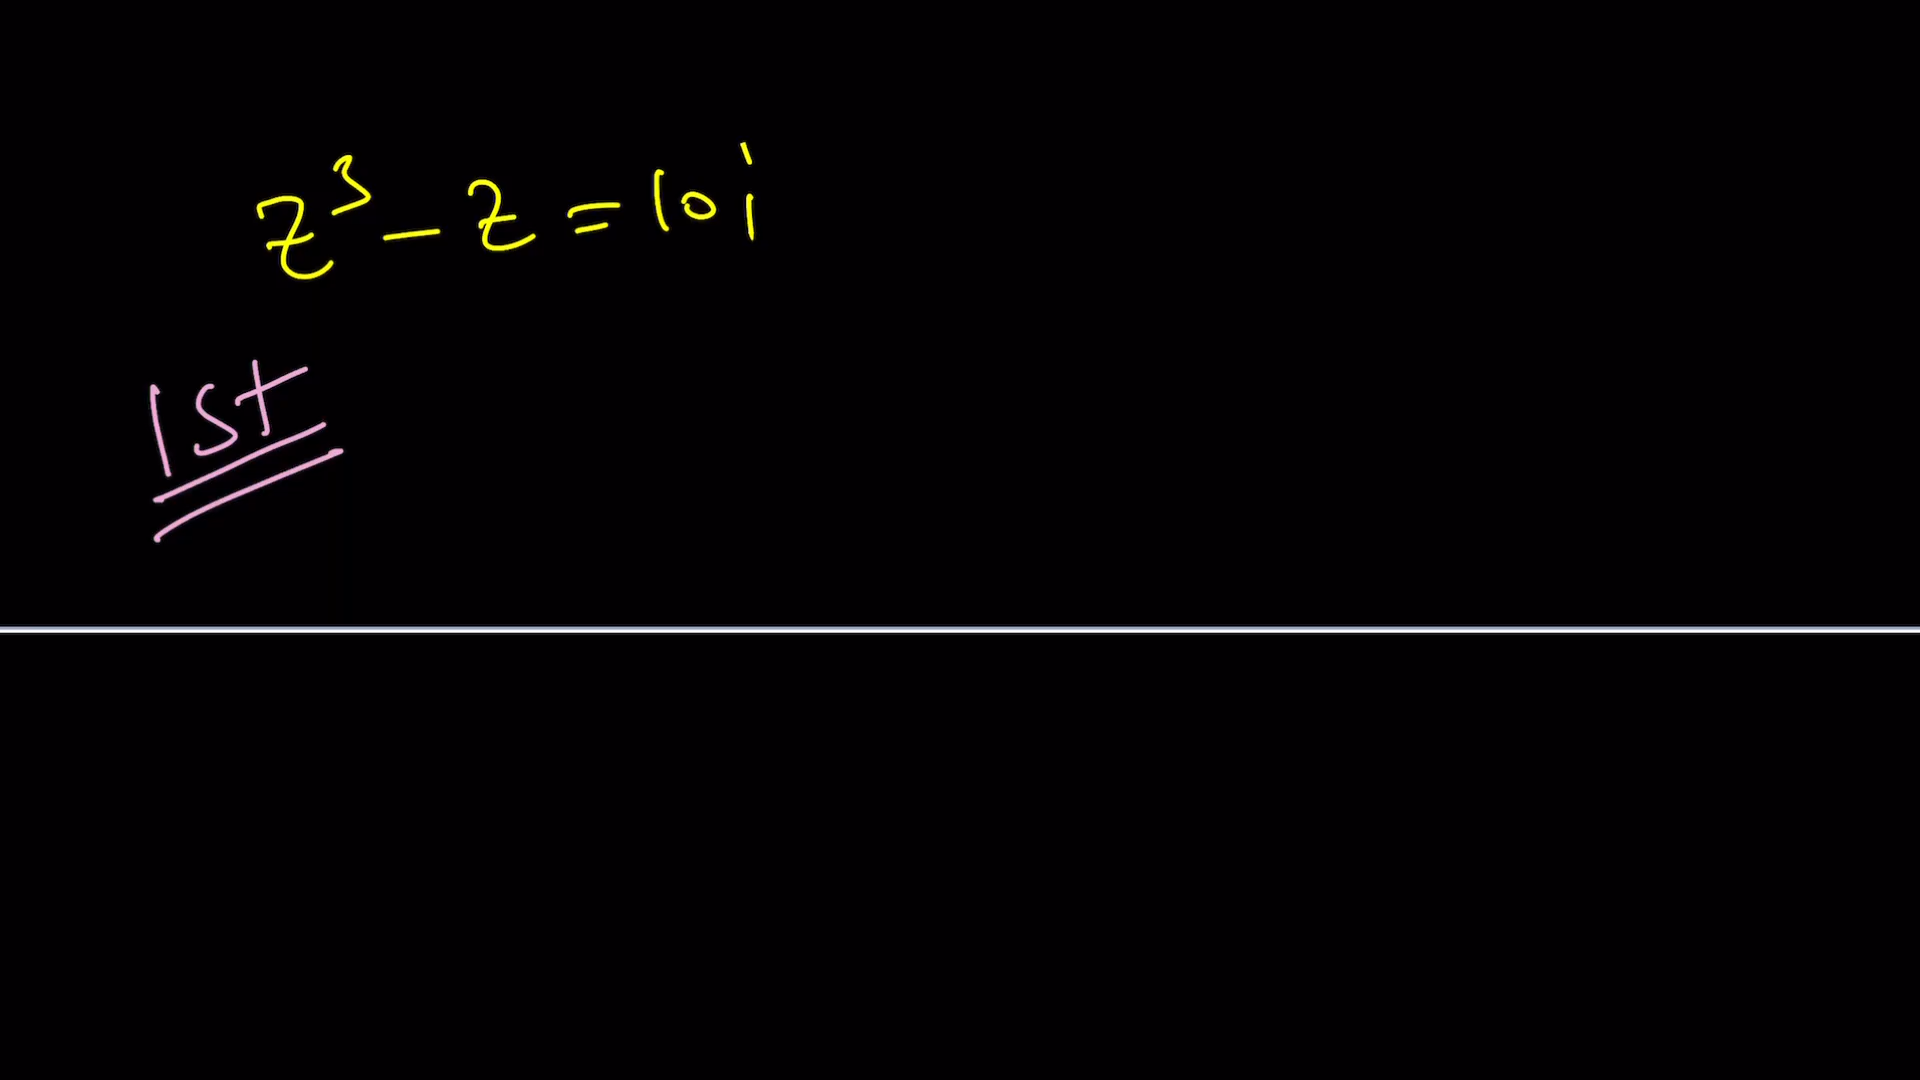 z³ - z = 10i
1st